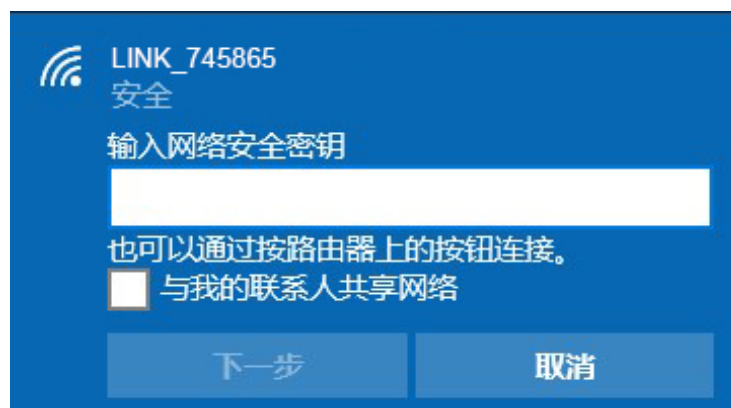 LINK_745865
安全
输入网络安全密钥
也可以通过按路由器上的按钮连接。
与我的联系人共享网络
下一步 取消